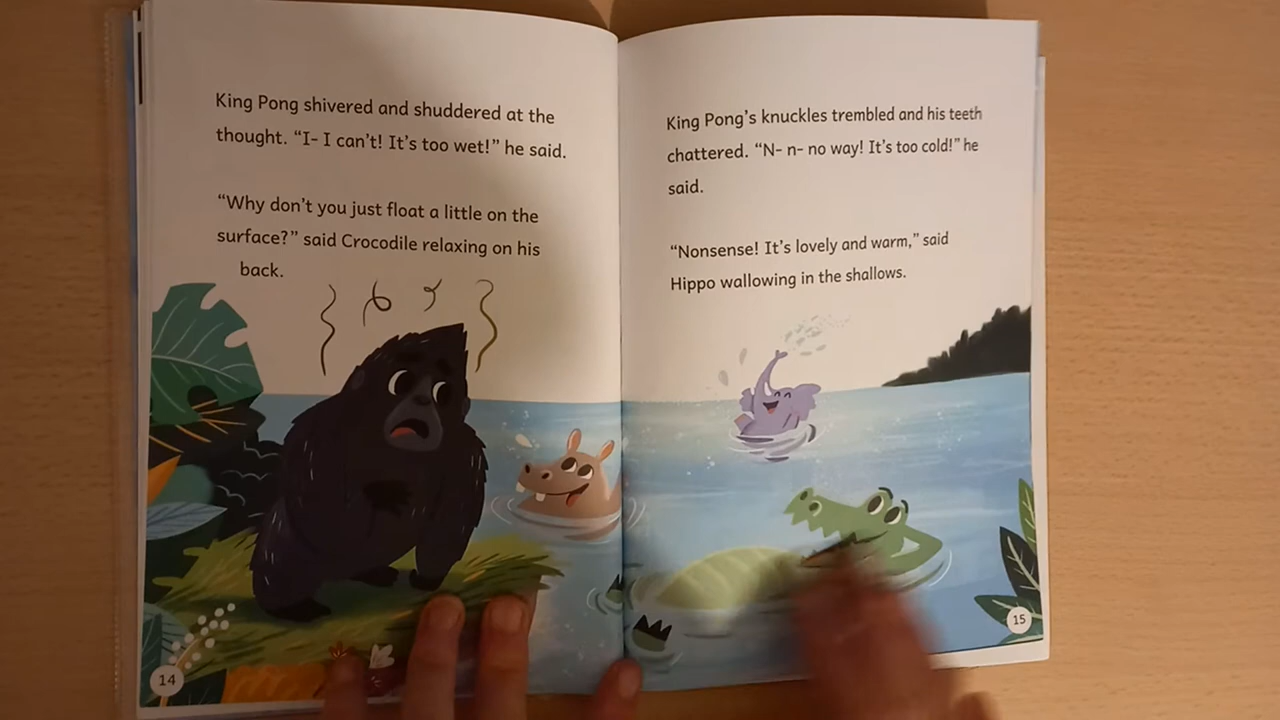 King Pong shivered and shuddered at the
thought. “I- I can’t! It’s too wet!” he said.
“Why don’t you just float a little on the
surface?” said Crocodile relaxing on his
back.
14
King Pong’s knuckles trembled and his teeth
chattered. “N- n- no way! It’s too cold!” he
said.
“Nonsense! It’s lovely and warm,” said
Hippo wallowing in the shallows.
15